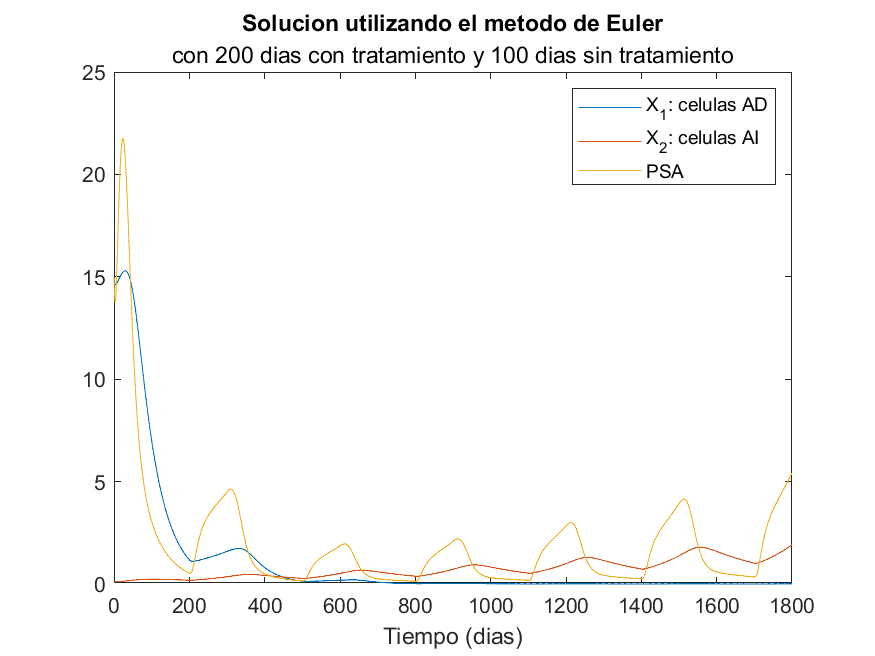 Solucion utilizando el metodo de Euler
con 200 dias con tratamiento y 100 dias sin tratamiento
25
20
15
10
5
0
X1: celulas AD
X2: celulas AI
PSA
0 200 400 600 800 1000 1200 1400 1600 1800
Tiempo (dias)